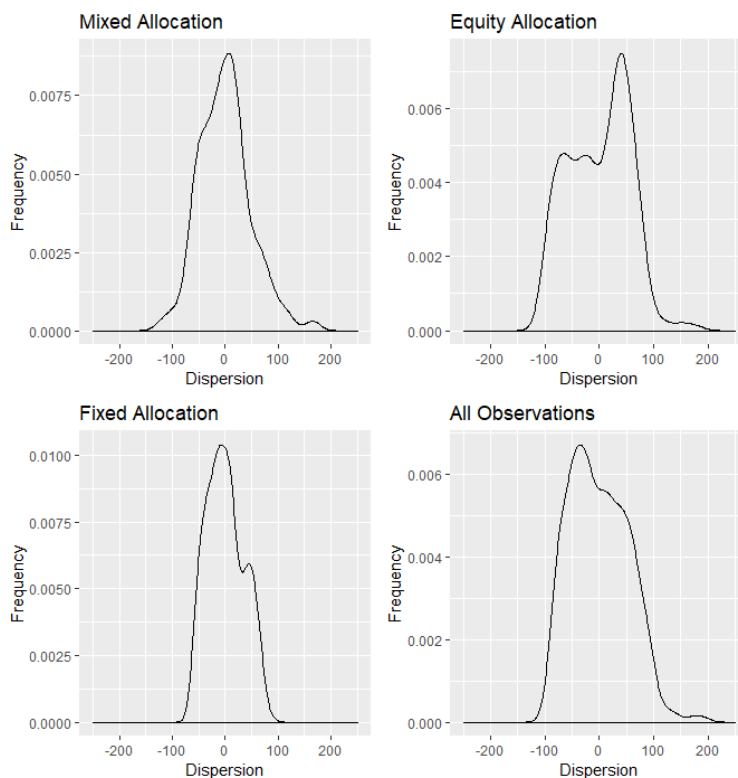 Mixed Allocation
Frequency
0.0075
0.0050
0.0025
0.0000
-200 -100 0 100 200
Dispersion
Equity Allocation
Frequency
0.006
0.004
0.002
0.000
-200 -100 0 100 200
Dispersion
Fixed Allocation
Frequency
0.0100
0.0075
0.0050
0.0025
0.0000
-200 -100 0 100 200
Dispersion
All Observations
Frequency
0.006
0.004
0.002
0.000
-200 -100 0 100 200
Dispersion